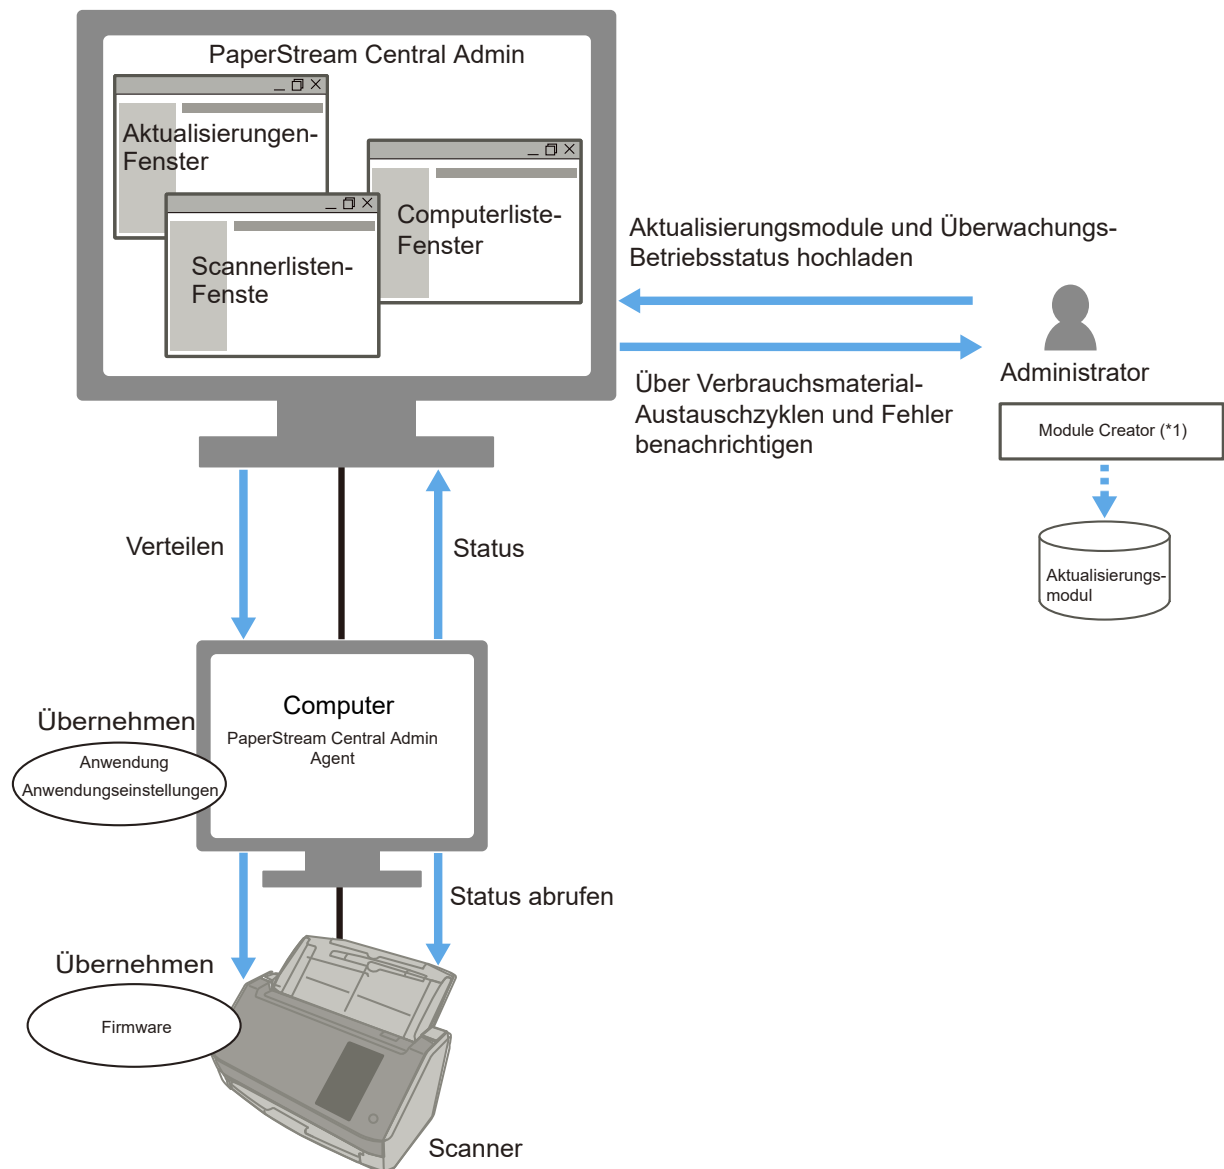 PaperStream Central Admin
Aktualisierungen-
Fenster
Computerliste-
Fenster
Scannerlisten-
Fenste
Aktualisierungsmodule und Überwachungs-
Betriebsstatus hochladen
Über Verbrauchsmaterial-
Austauschzyklen und Fehler
benachrichtigen
Administrator
Module Creator (*1)
Aktualisierungs-
modul
Verteilen
Status
Computer
PaperStream Central Admin
Agent
Übernehmen
Anwendung
Anwendungseinstellungen
Status abrufen
Übernehmen
Firmware
Scanner